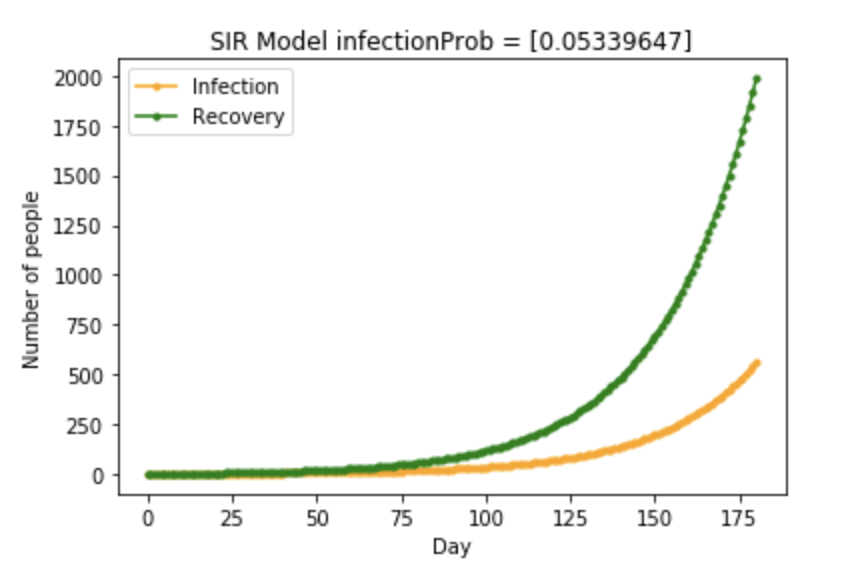 SIR Model infectionProb = [0.05339647]
Infection
Recovery
Number of people
2000
1750
1500
1250
1000
750
500
250
0
0 25 50 75 100 125 150 175
Day